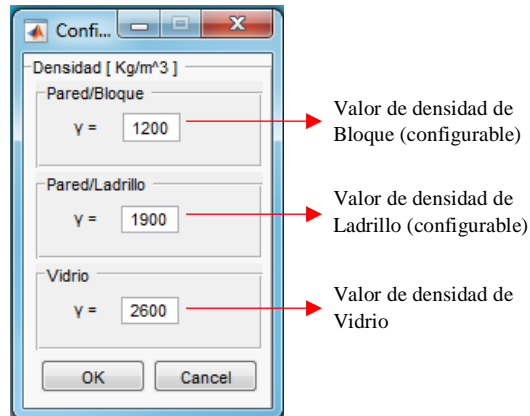 Confi...
Densidad [ Kg/m^3 ]
Pared/Bloque
γ = 1200
Valor de densidad de
Bloque (configurable)
Pared/Ladrillo
γ = 1900
Valor de densidad de
Ladrillo (configurable)
Vidrio
γ = 2600
Valor de densidad de
Vidrio
OK
Cancel